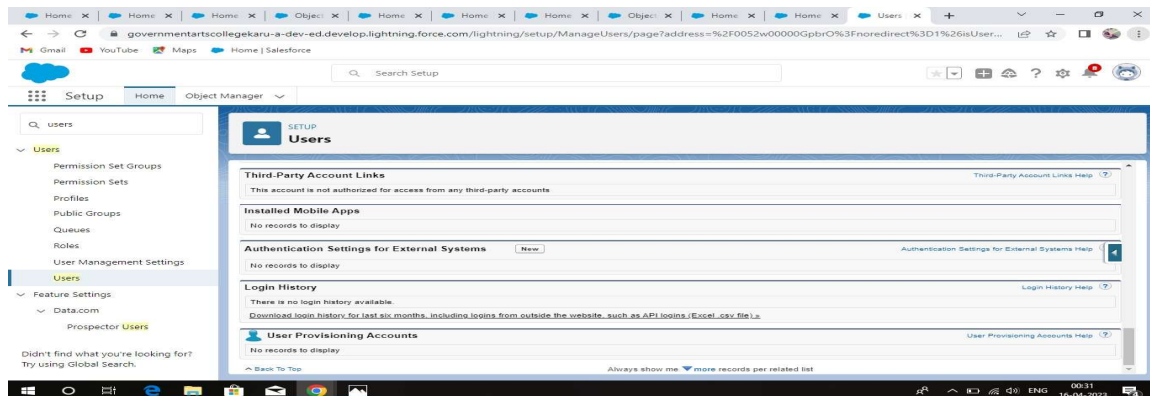 Home Home Home Object Home Home Home Object Home Home Users
governmentartscollegekaru-a-dev-ed.develop.lightning.force.com/lightning/setup/ManageUsers/page?address=%2F0052w00000GpbrO%3Fnoredirect%3D1%26isUser...
Gmail YouTube Maps Home | Salesforce
Search Setup
Setup Home Object Manager
users
SETUP
Users
Users
Permission Set Groups
Permission Sets
Profiles
Public Groups
Queues
Roles
User Management Settings
Users
Feature Settings
Data.com
Prospector Users
Didn't find what you're looking for?
Try using Global Search.
Third-Party Account Links Third-Party Account Links Help ?
This account is not authorized for access from any third-party accounts
Installed Mobile Apps
No records to display
Authentication Settings for External Systems New Authentication Settings for External Systems Help
No records to display
Login History Login History Help ?
There is no login history available.
Download login history for last six months, including logins from outside the website, such as API logins (Excel .csv file) »
User Provisioning Accounts User Provisioning Accounts Help ?
No records to display
^ Back To Top Always show me more records per related list
ENG 00:31
16-04-2023